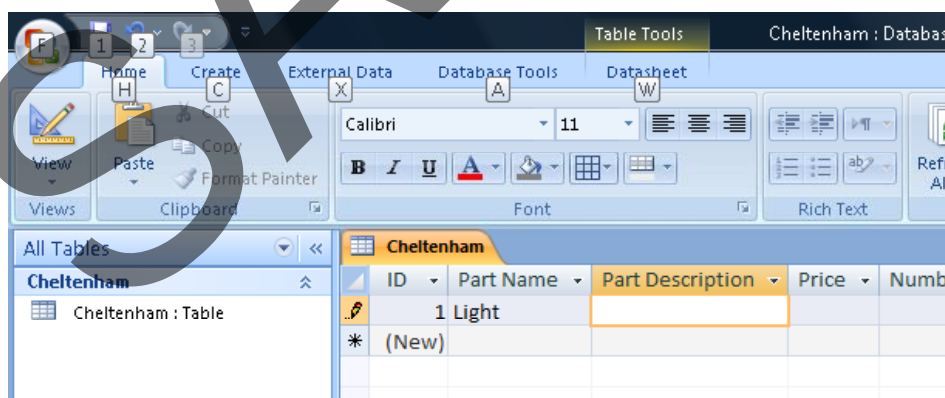 Table Tools Cheltenham : Databas
F 1 2 3
Home Create External Data Database Tools Datasheet
H C X A W
View Paste Cut Copy Format Painter
Calibri 11
B I U A ab
Refr
Al
Views Clipboard Font Rich Text
All Tables « Cheltenham
Cheltenham
ID Part Name Part Description Price Numb
Cheltenham : Table
1 Light
(New)